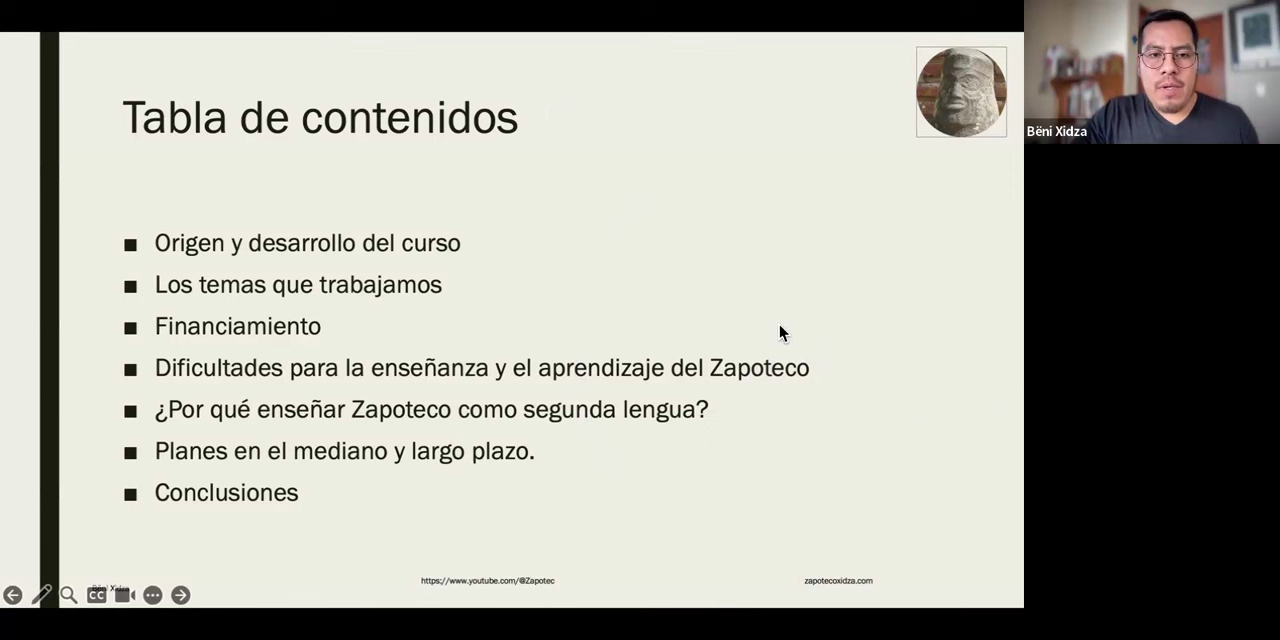 Tabla de contenidos
Bëni Xidza
Origen y desarrollo del curso
Los temas que trabajamos
Financiamiento
Dificultades para la enseñanza y el aprendizaje del Zapoteco
¿Por qué enseñar Zapoteco como segunda lengua?
Planes en el mediano y largo plazo.
Conclusiones
https://www.youtube.com/@Zapotec
zapotecoxidza.com
CC